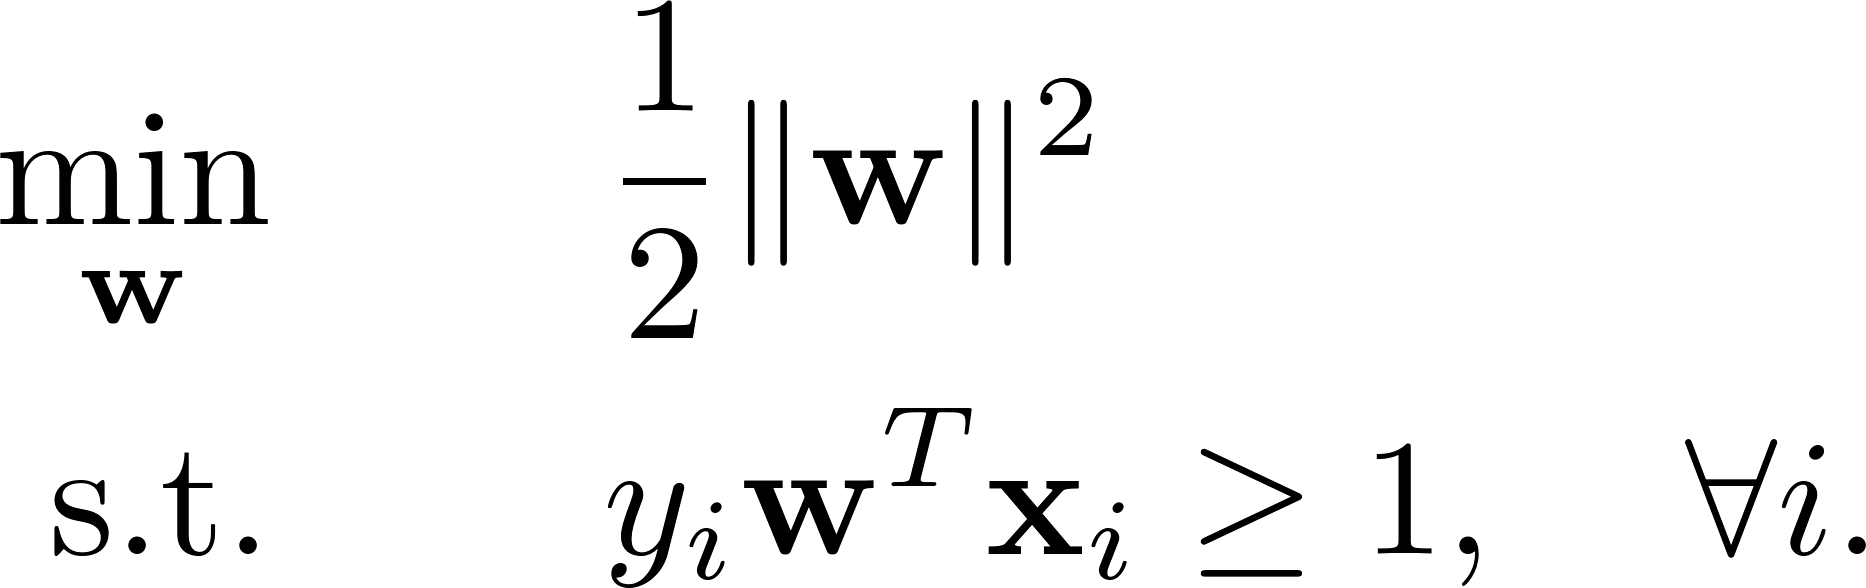 min_w 1/2 ‖w‖²
s.t. y_i w^T x_i ≥ 1, ∀i.